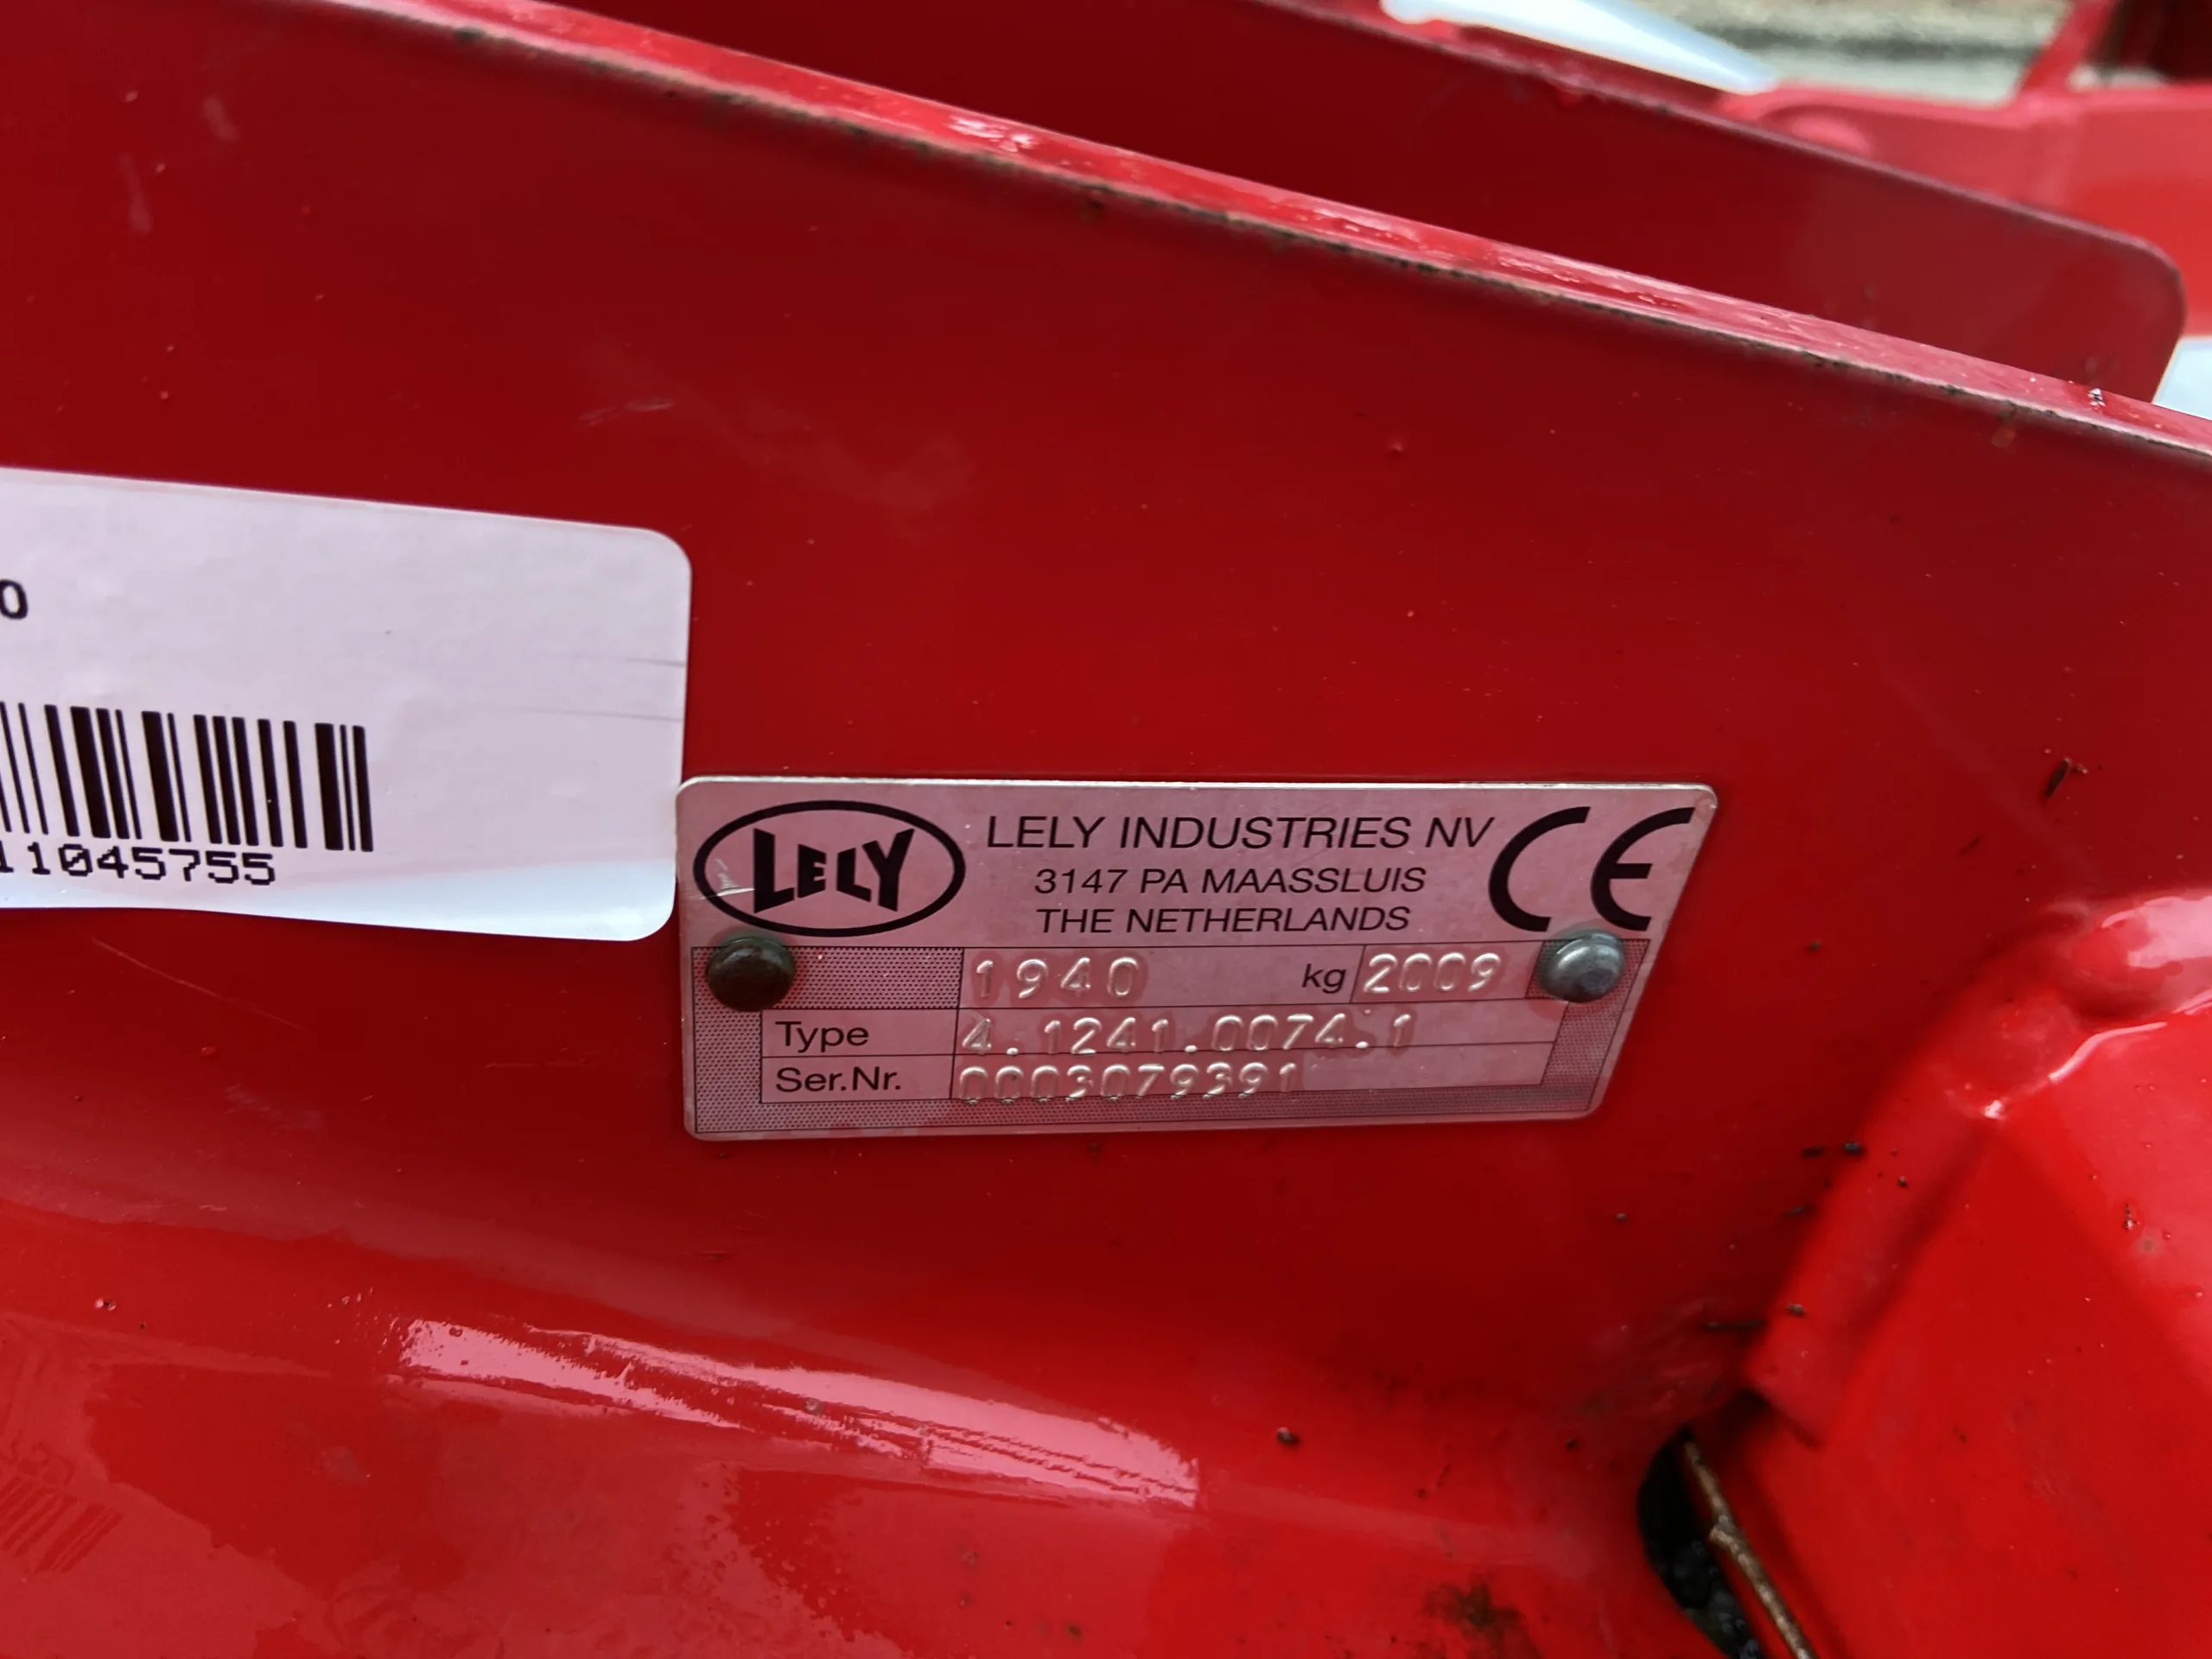 0
11045755
LELY
LELY INDUSTRIES NV
3147 PA MAASSLUIS
THE NETHERLANDS
CE
1940 kg 2009
Type 4.1241.0074.1
Ser.Nr. 0003079391